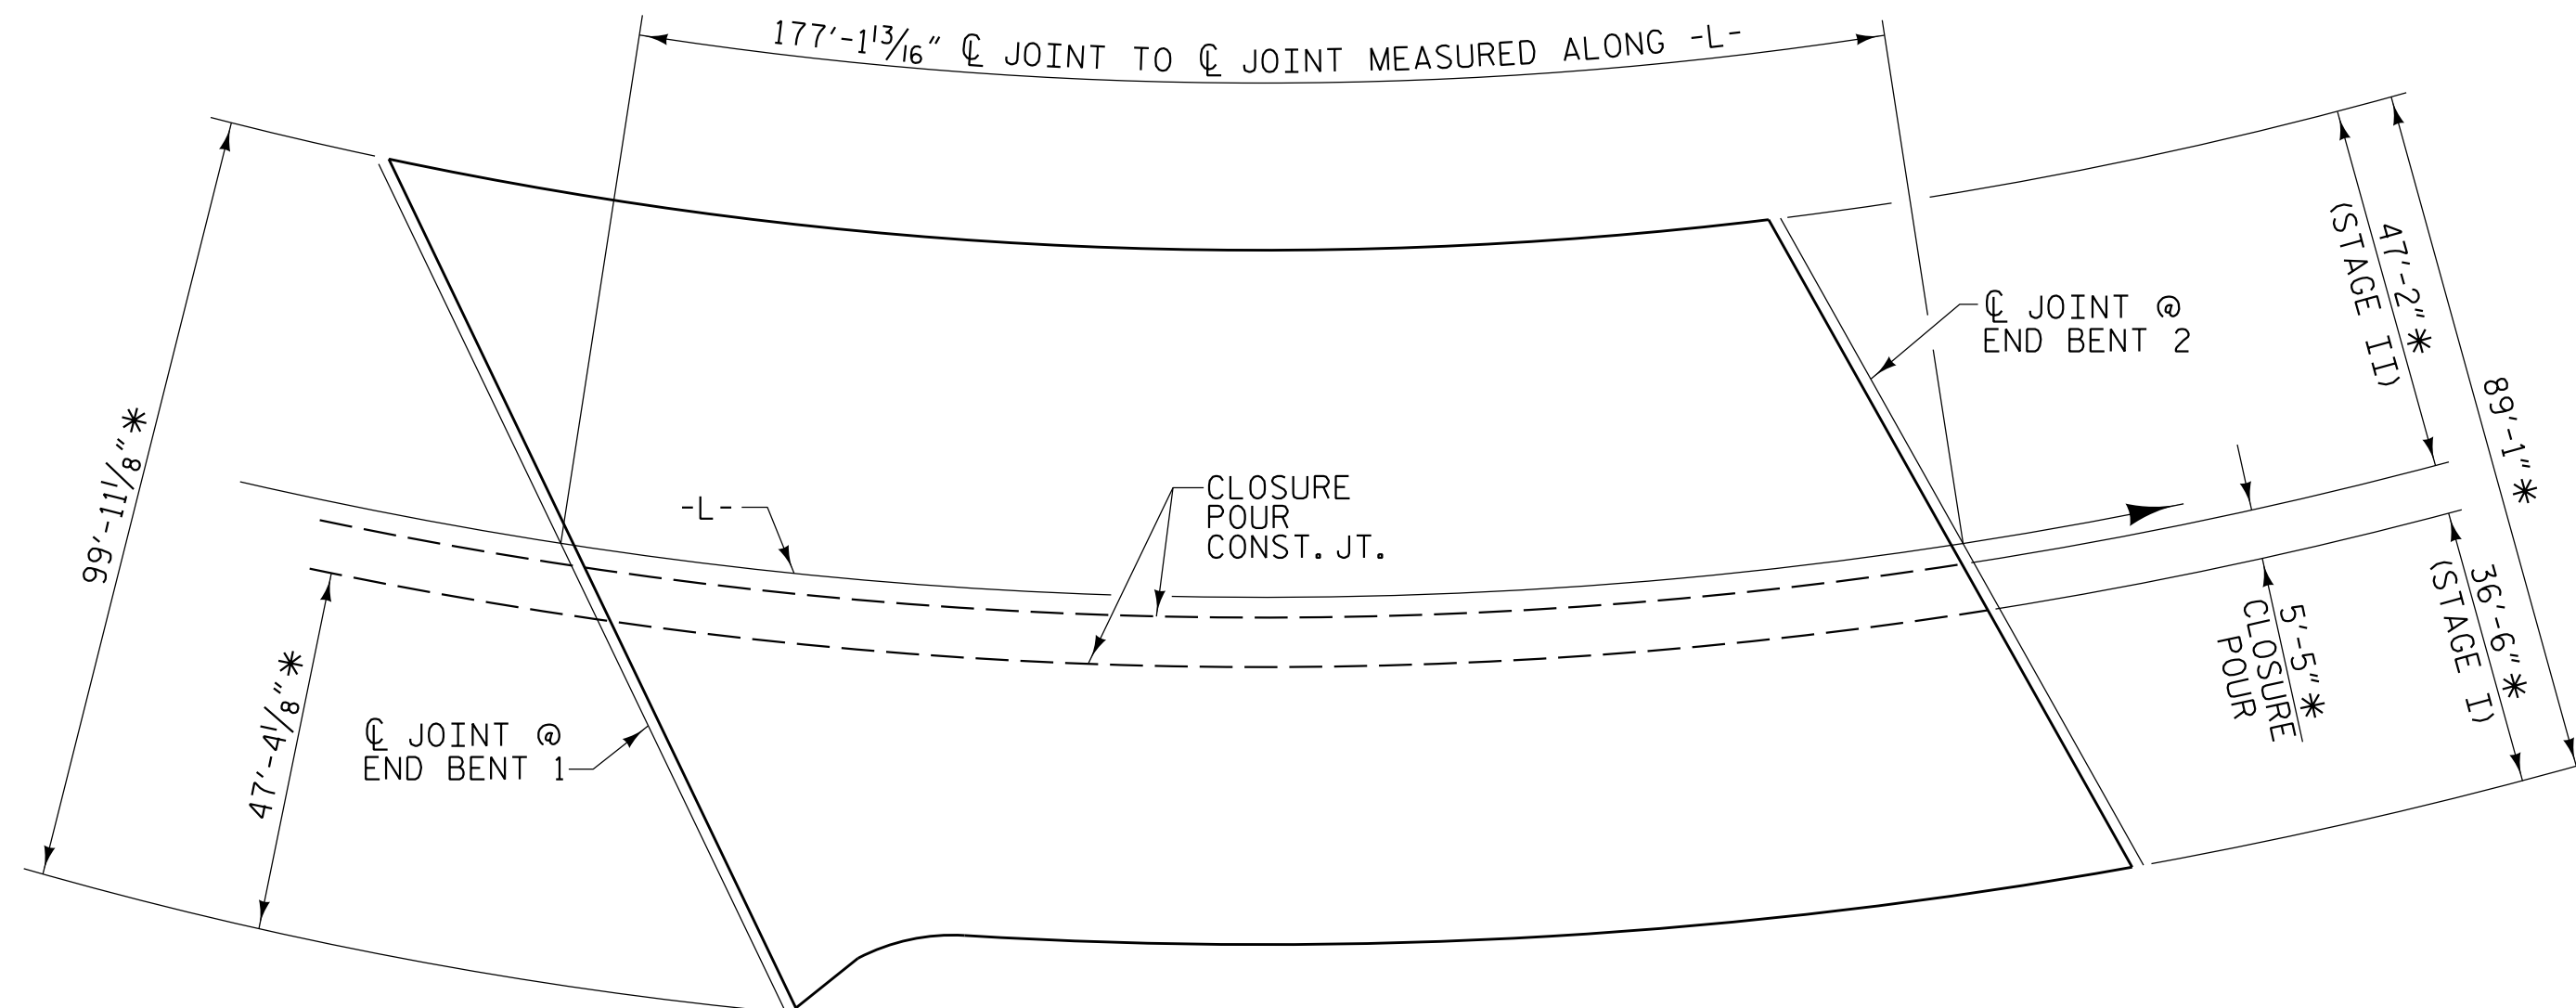 177'-1 13/16" ℄ JOINT TO ℄ JOINT MEASURED ALONG -L-
99'-11 1/8"*
47'-4 1/8"*
℄ JOINT @
END BENT 1
-L-
CLOSURE
POUR
CONST. JT.
℄ JOINT @
END BENT 2
47'-2"*
(STAGE II)
89'-1"*
36'-6"*
(STAGE I)
5'-5"*
CLOSURE
POUR